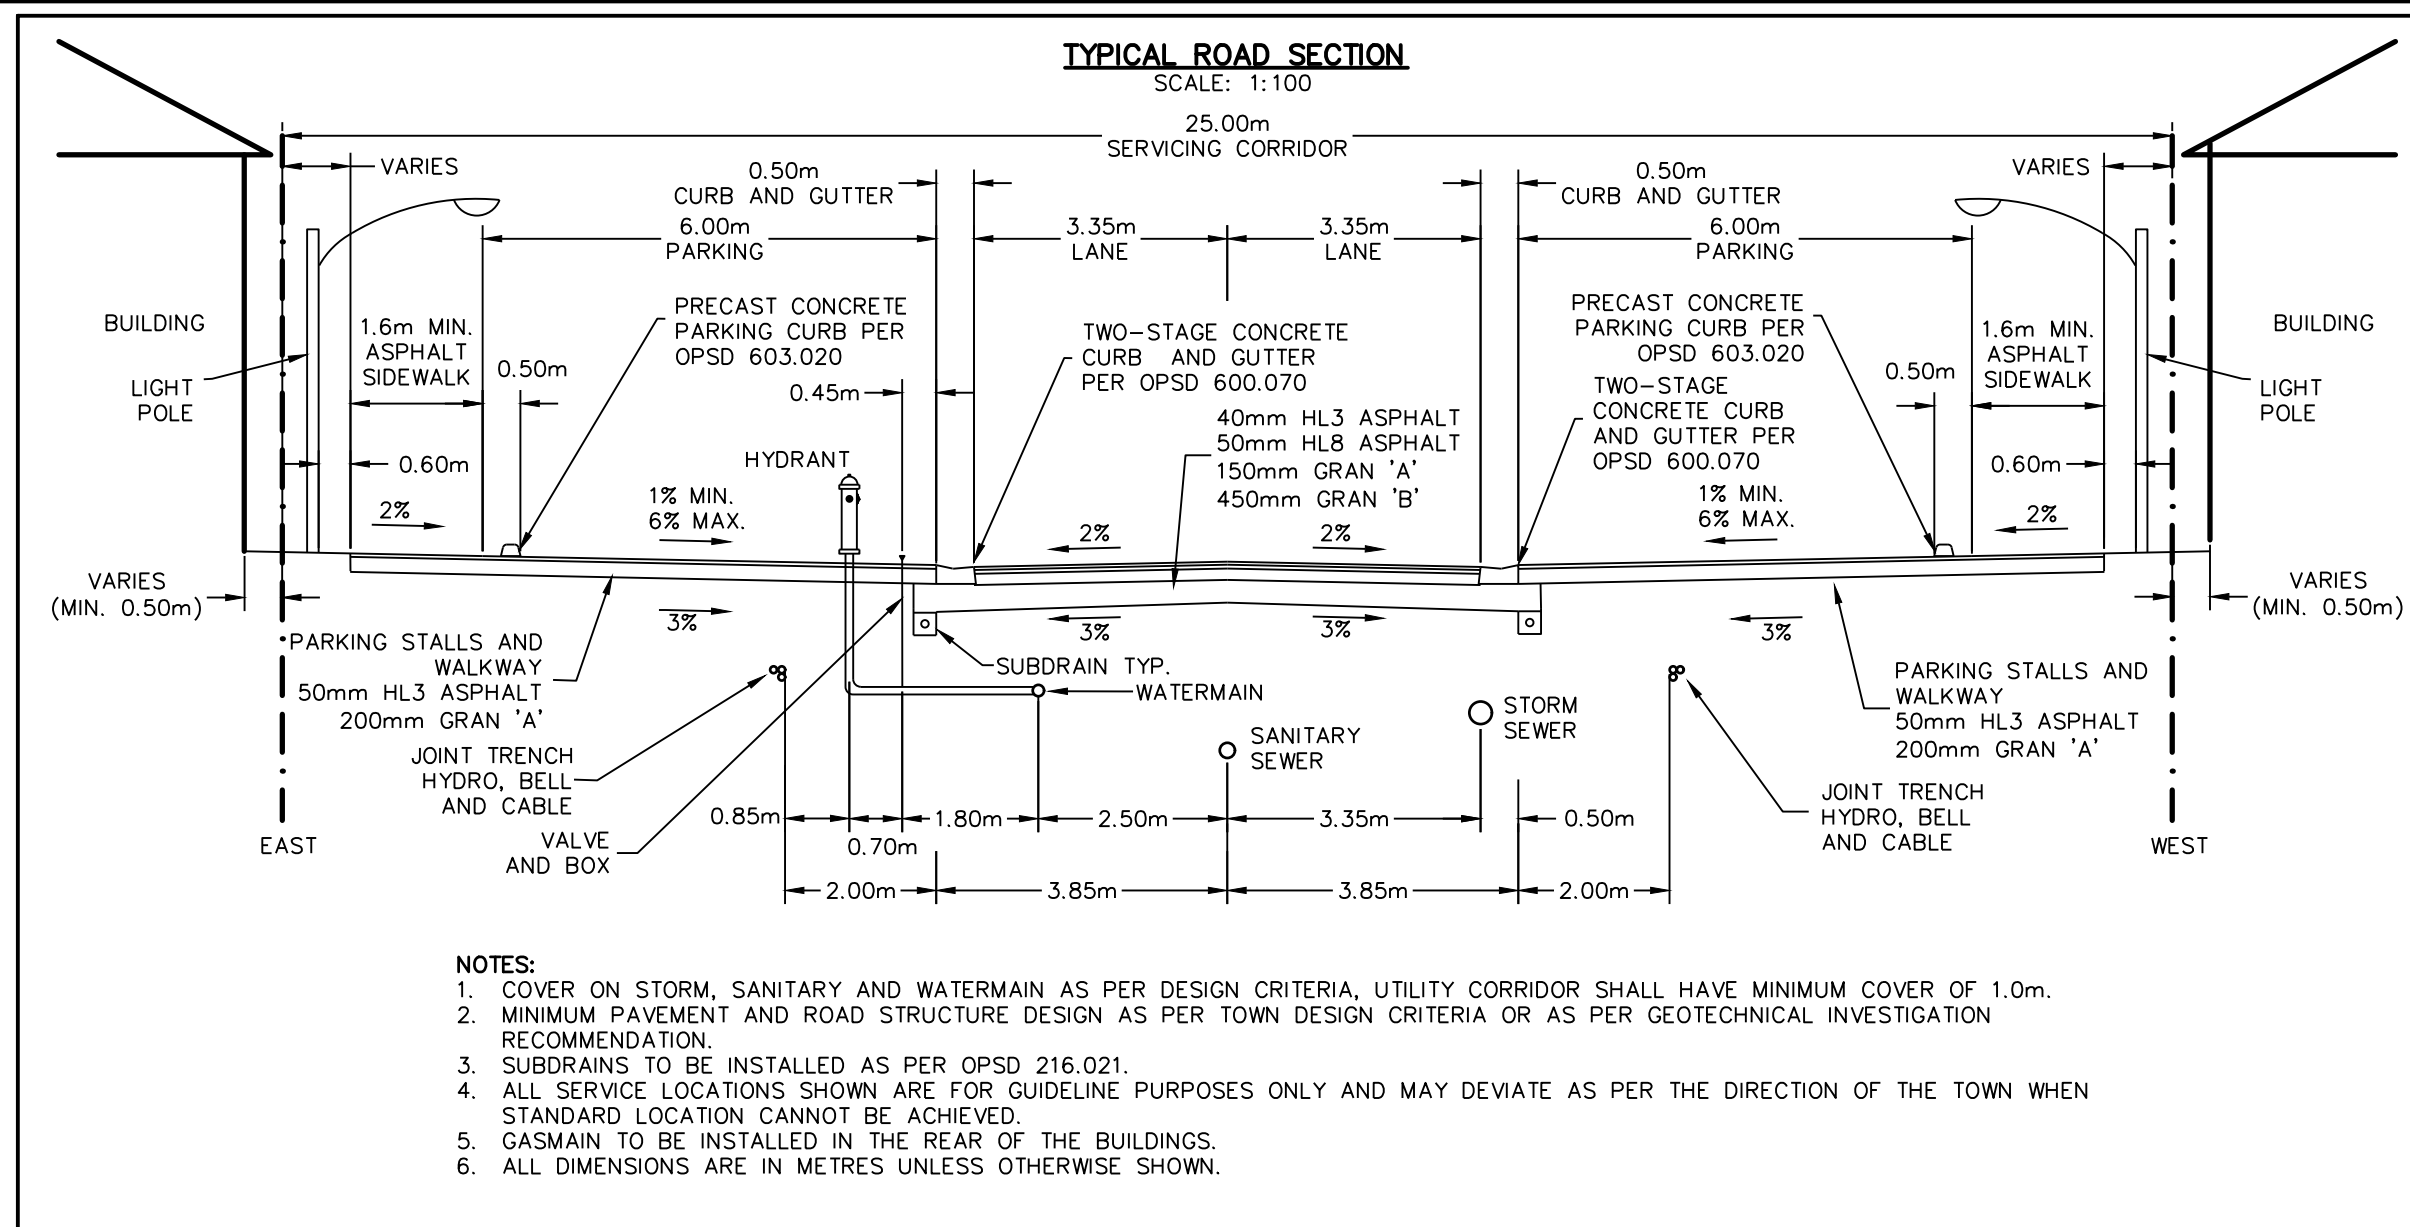 TYPICAL ROAD SECTION
SCALE: 1:100
25.00m
SERVICING CORRIDOR
VARIES
0.50m
CURB AND GUTTER
0.50m
CURB AND GUTTER
VARIES
6.00m
PARKING
3.35m
LANE
3.35m
LANE
6.00m
PARKING
BUILDING
LIGHT
POLE
1.6m MIN.
ASPHALT
SIDEWALK
0.50m
PRECAST CONCRETE
PARKING CURB PER
OPSD 603.020
0.45m
TWO-STAGE CONCRETE
CURB AND GUTTER
PER OPSD 600.070
40mm HL3 ASPHALT
50mm HL8 ASPHALT
150mm GRAN 'A'
450mm GRAN 'B'
PRECAST CONCRETE
PARKING CURB PER
OPSD 603.020
TWO-STAGE
CONCRETE CURB
AND GUTTER PER
OPSD 600.070
0.50m
1.6m MIN.
ASPHALT
SIDEWALK
BUILDING
LIGHT
POLE
0.60m
HYDRANT
0.60m
2%
1% MIN.
6% MAX.
2%
2%
1% MIN.
6% MAX.
2%
VARIES
(MIN. 0.50m)
3%
3%
3%
3%
VARIES
(MIN. 0.50m)
PARKING STALLS AND
WALKWAY
50mm HL3 ASPHALT
200mm GRAN 'A'
SUBDRAIN TYP.
WATERMAIN
SANITARY
SEWER
STORM
SEWER
PARKING STALLS AND
WALKWAY
50mm HL3 ASPHALT
200mm GRAN 'A'
JOINT TRENCH
HYDRO, BELL
AND CABLE
JOINT TRENCH
HYDRO, BELL
AND CABLE
0.85m
0.70m
1.80m
2.50m
3.35m
0.50m
EAST
VALVE
AND BOX
WEST
2.00m
3.85m
3.85m
2.00m
NOTES:
1. COVER ON STORM, SANITARY AND WATERMAIN AS PER DESIGN CRITERIA, UTILITY CORRIDOR SHALL HAVE MINIMUM COVER OF 1.0m.
2. MINIMUM PAVEMENT AND ROAD STRUCTURE DESIGN AS PER TOWN DESIGN CRITERIA OR AS PER GEOTECHNICAL INVESTIGATION
RECOMMENDATION.
3. SUBDRAINS TO BE INSTALLED AS PER OPSD 216.021.
4. ALL SERVICE LOCATIONS SHOWN ARE FOR GUIDELINE PURPOSES ONLY AND MAY DEVIATE AS PER THE DIRECTION OF THE TOWN WHEN
STANDARD LOCATION CANNOT BE ACHIEVED.
5. GASMAIN TO BE INSTALLED IN THE REAR OF THE BUILDINGS.
6. ALL DIMENSIONS ARE IN METRES UNLESS OTHERWISE SHOWN.